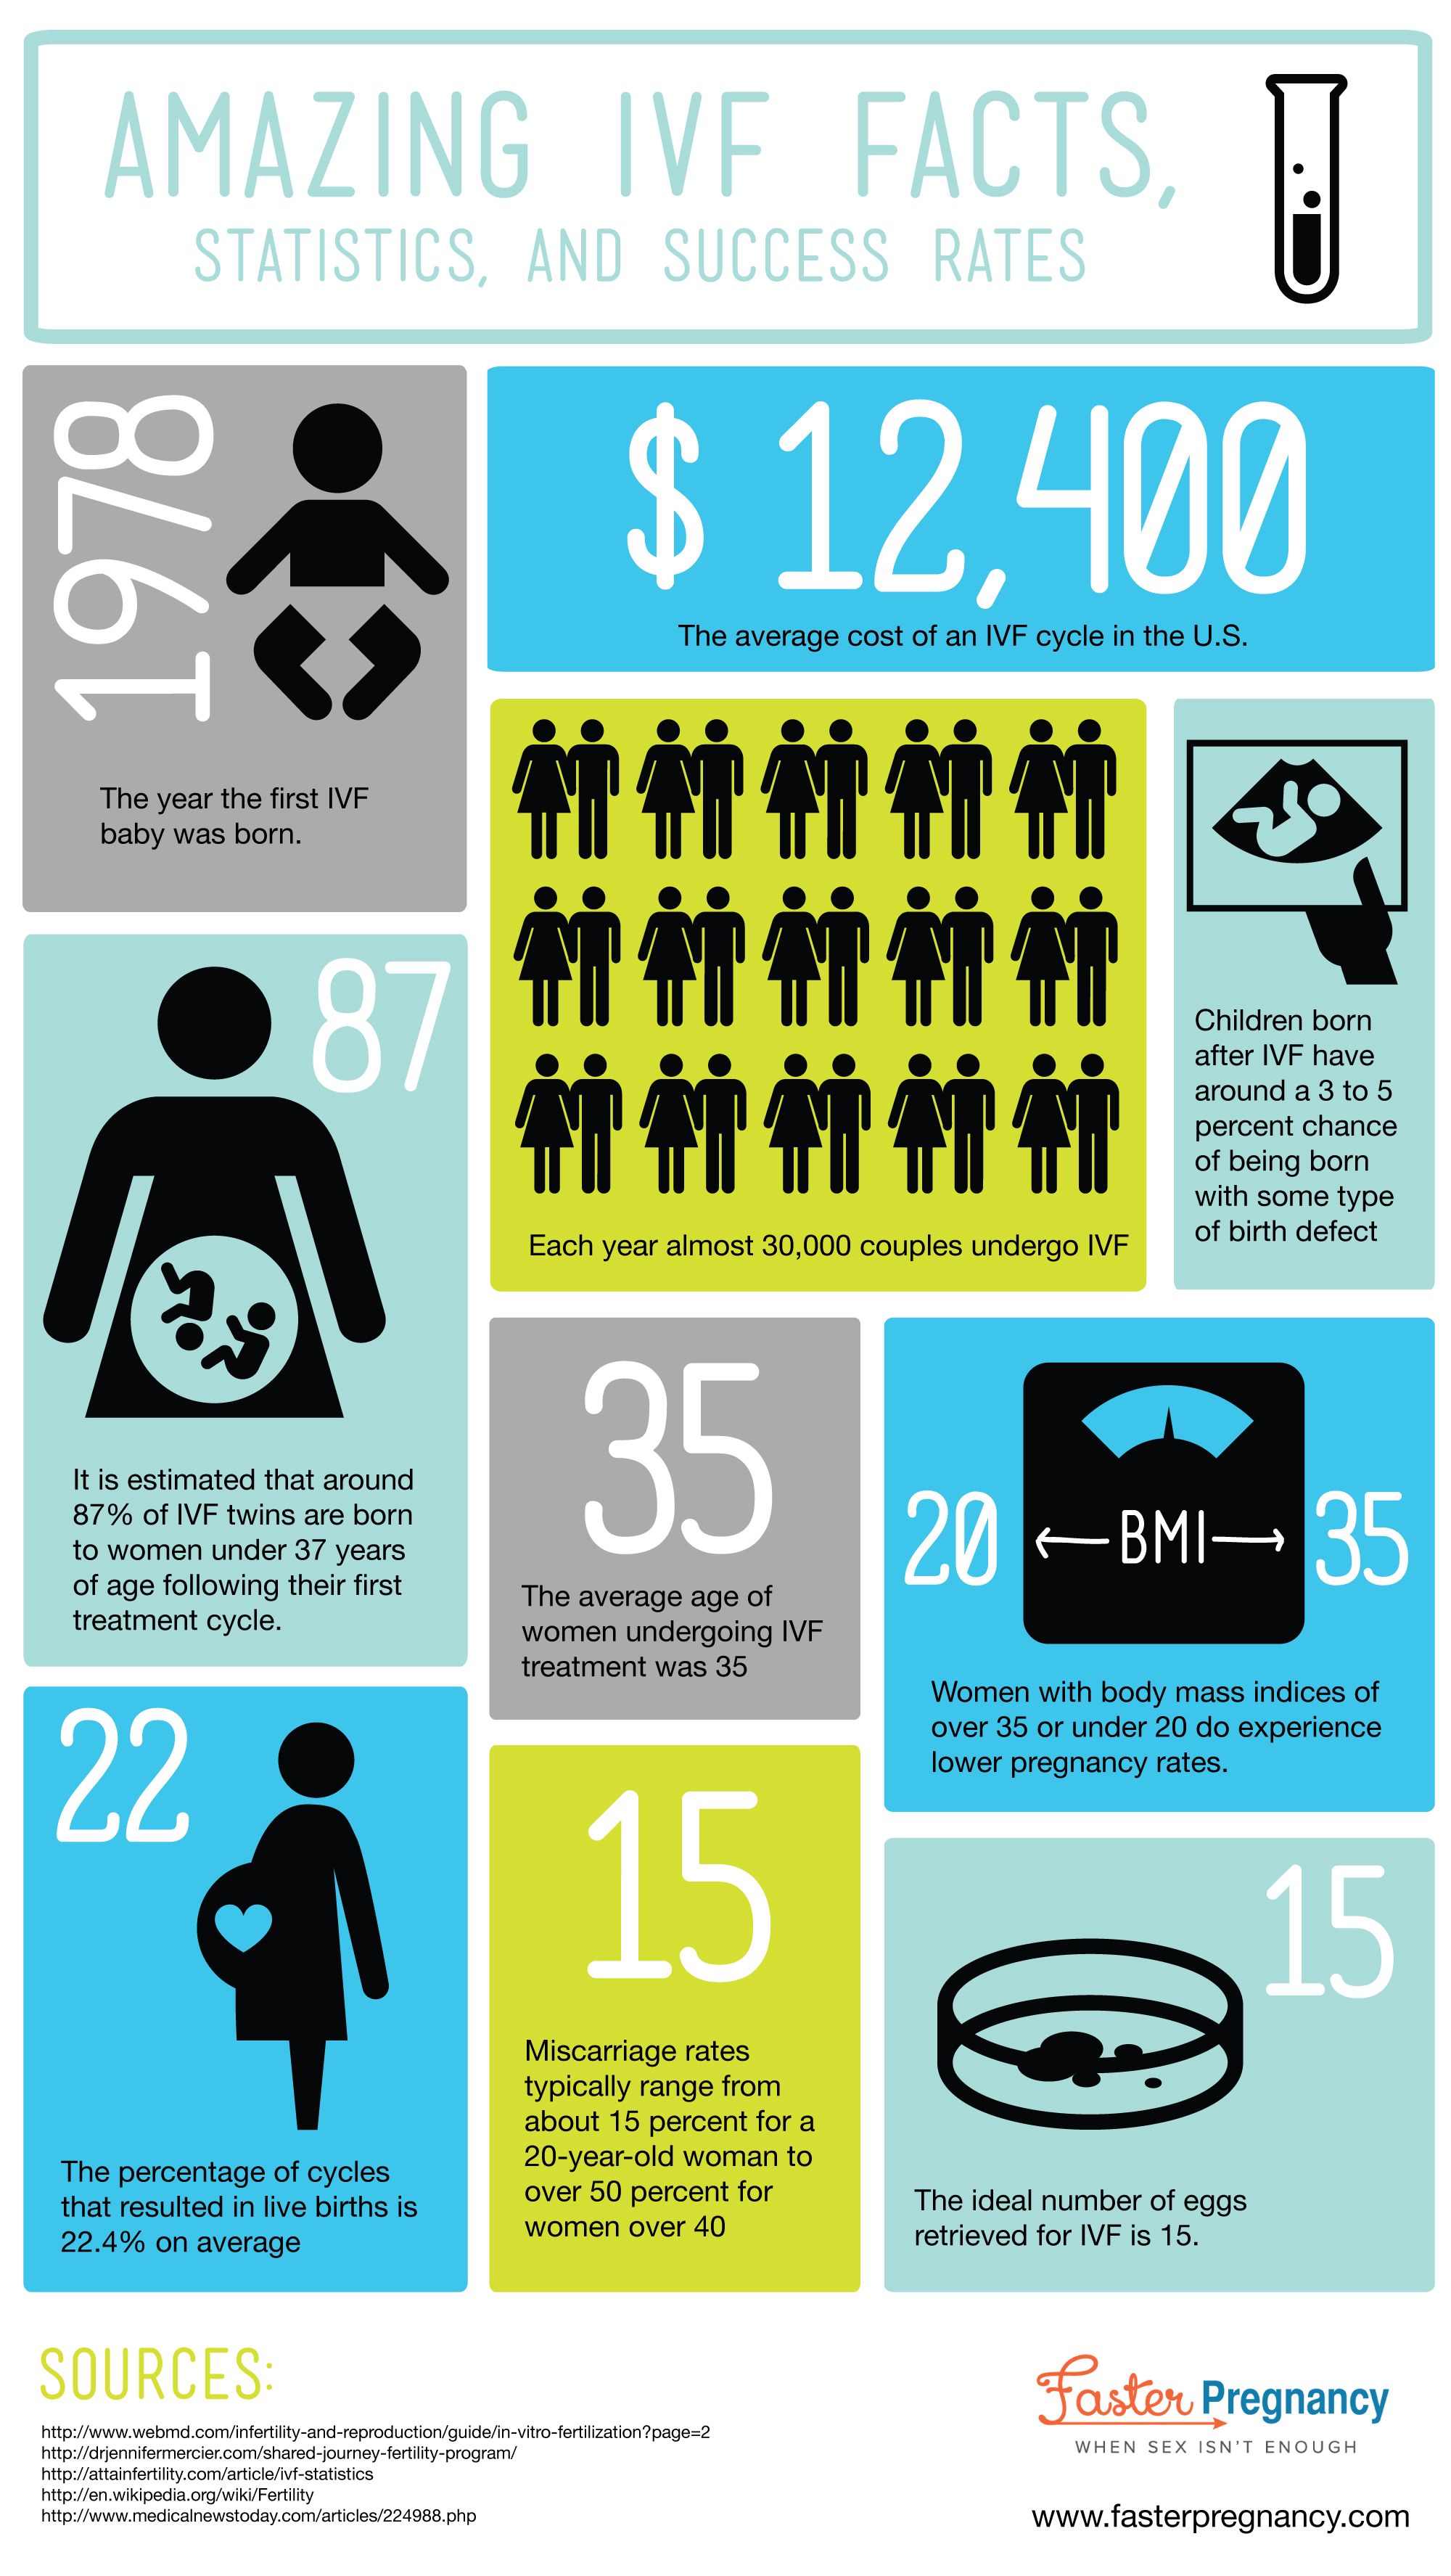 AMAZING IVF FACTS,
STATISTICS, AND SUCCESS RATES
1978
The year the first IVF
baby was born.
$ 12,400
The average cost of an IVF cycle in the U.S.
Each year almost 30,000 couples undergo IVF
Children born
after IVF have
around a 3 to 5
percent chance
of being born
with some type
of birth defect
87
It is estimated that around
87% of IVF twins are born
to women under 37 years
of age following their first
treatment cycle.
35
The average age of
women undergoing IVF
treatment was 35
20 BMI 35
Women with body mass indices of
over 35 or under 20 do experience
lower pregnancy rates.
22
The percentage of cycles
that resulted in live births is
22.4% on average
15
Miscarriage rates
typically range from
about 15 percent for a
20-year-old woman to
over 50 percent for
women over 40
15
The ideal number of eggs
retrieved for IVF is 15.
SOURCES:
http://www.webmd.com/infertility-and-reproduction/guide/in-vitro-fertilization?page=2
http://drjennifermercier.com/shared-journey-fertility-program/
http://attainfertility.com/article/ivf-statistics
http://en.wikipedia.org/wiki/Fertility
http://www.medicalnewstoday.com/articles/224988.php
Faster Pregnancy
WHEN SEX ISN'T ENOUGH
www.fasterpregnancy.com